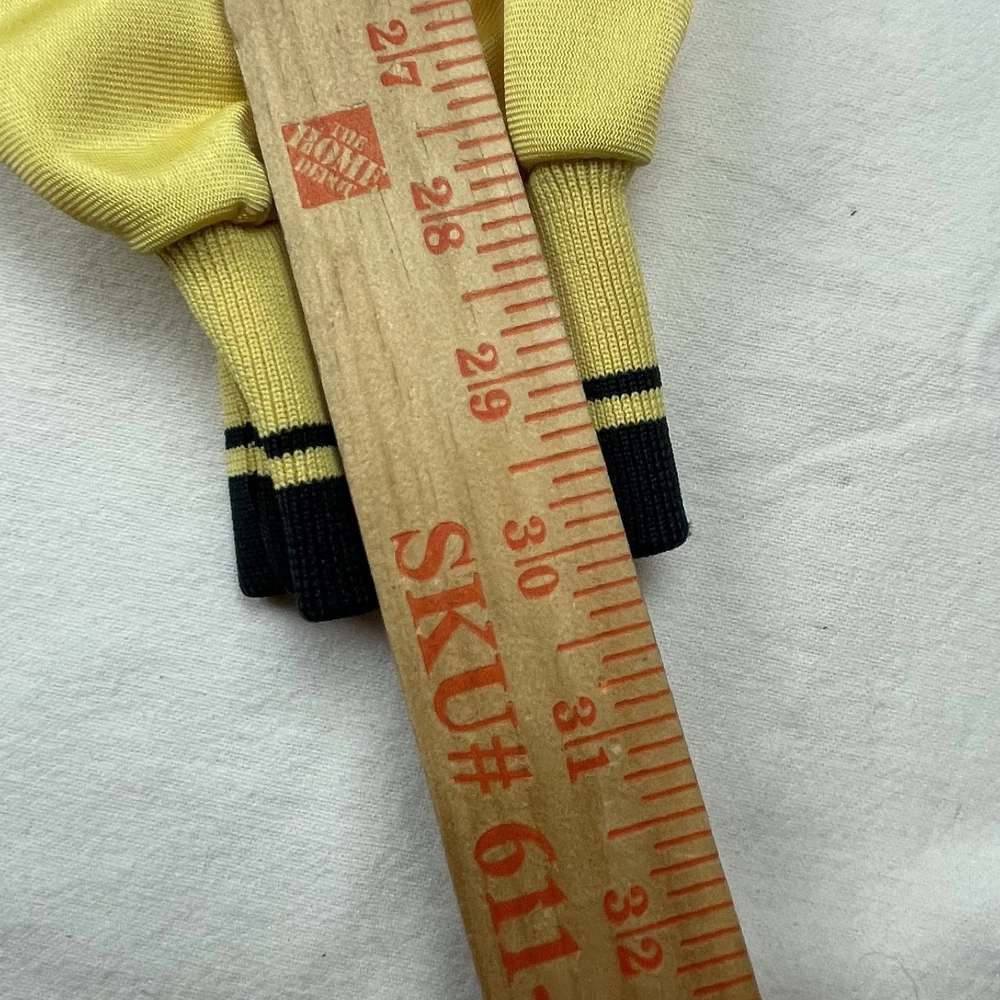 27
THE
HOME
DEPOT
28
29
30
31
32
SKU# 611-